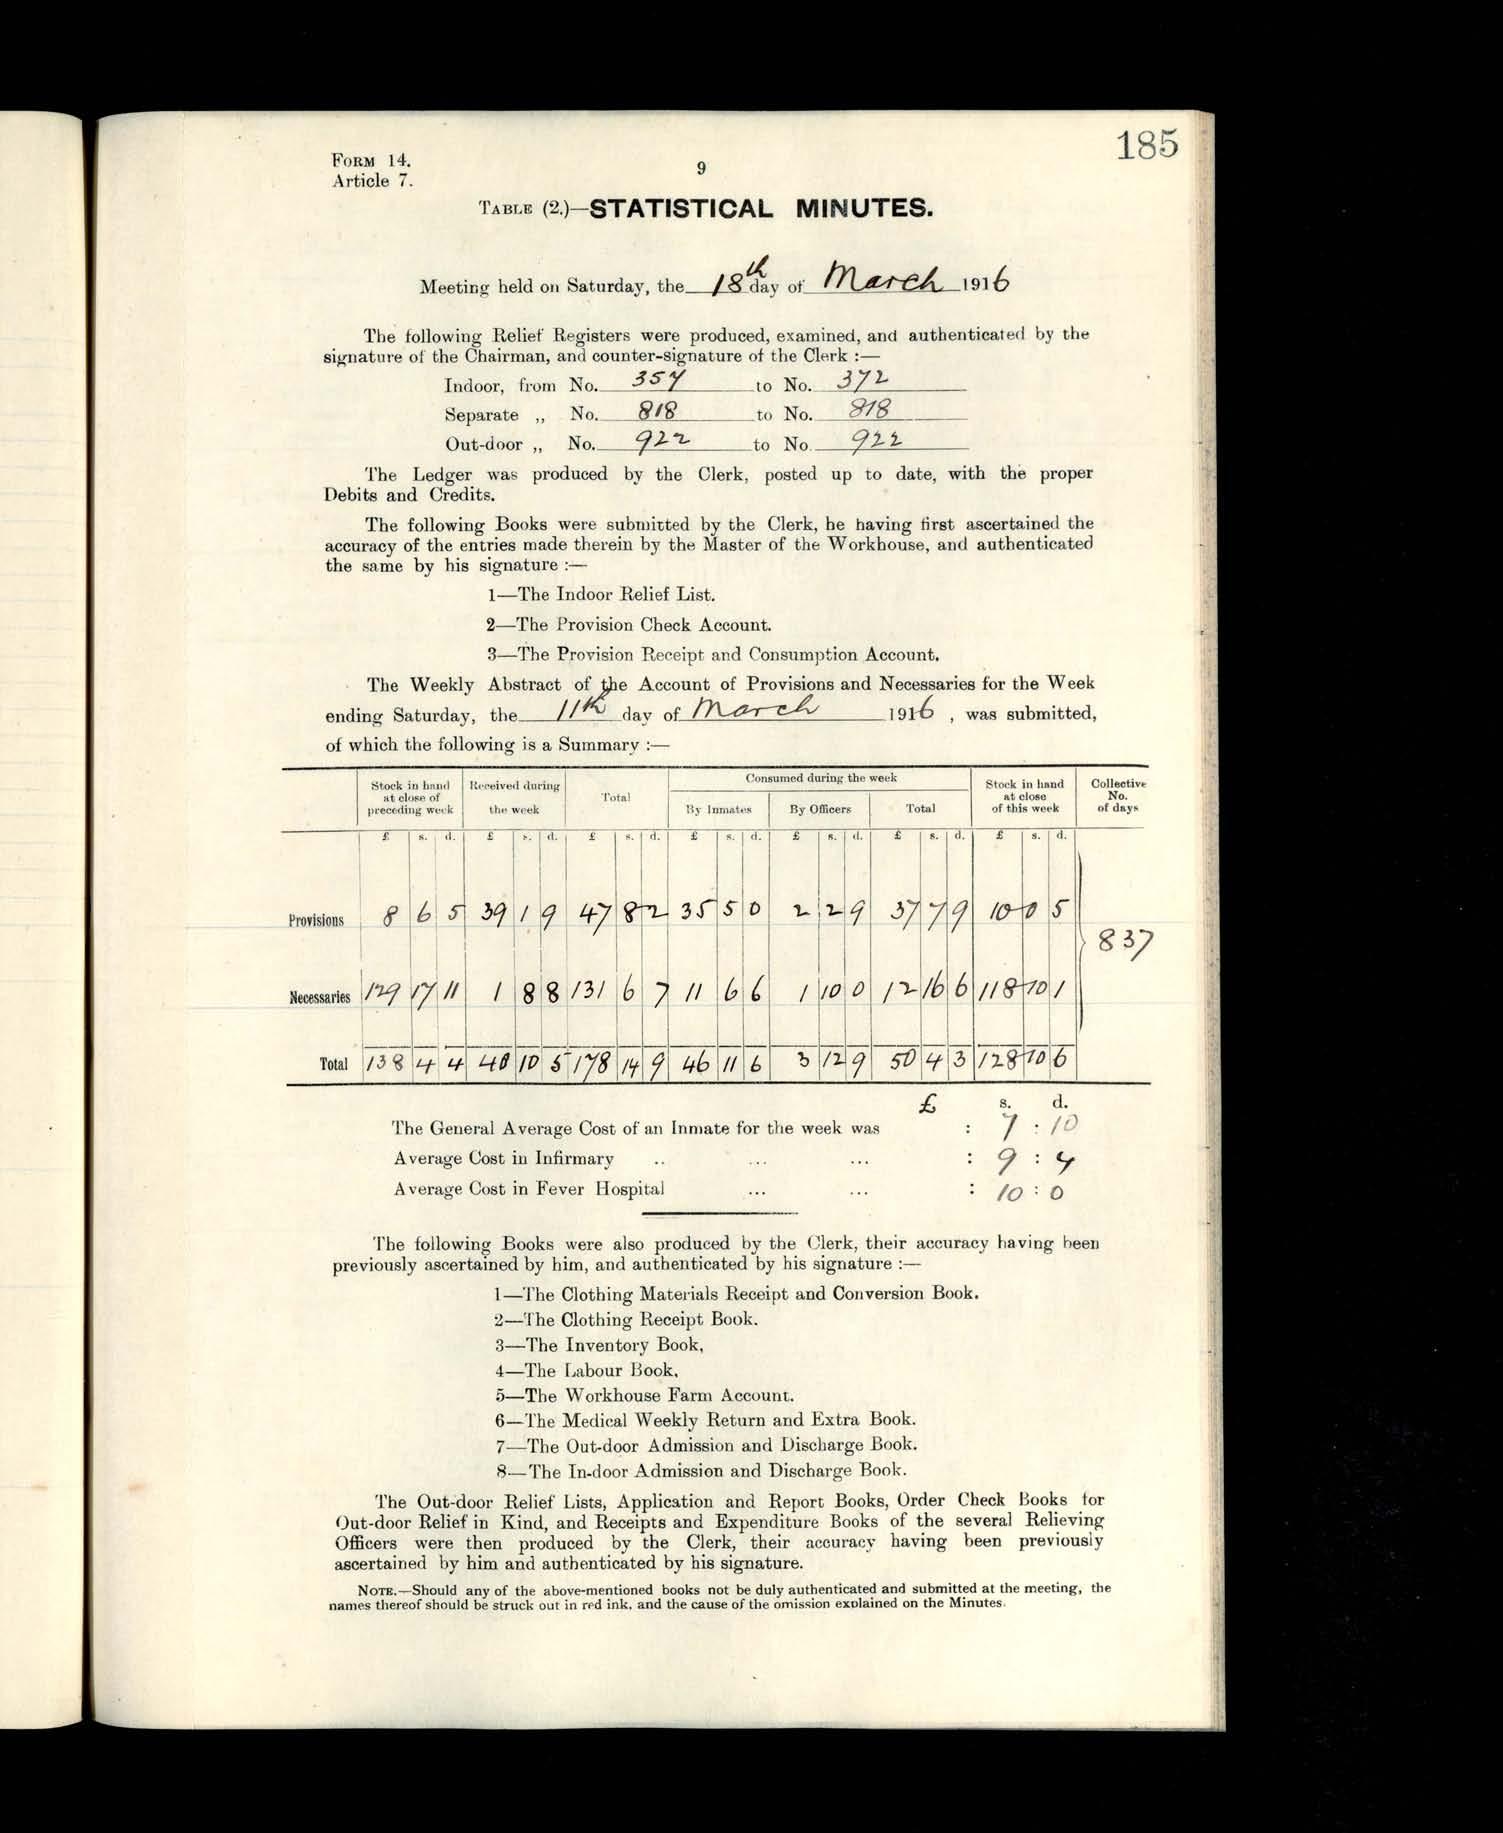 185
FORM 14.
Article 7.
9
TABLE (2.)—STATISTICAL MINUTES.
Meeting held on Saturday, the 18th day of March 1916
The following Relief Registers were produced, examined, and authenticated by the
signature of the Chairman, and counter-signature of the Clerk :—
Indoor, from No. 357 to No. 372
Separate ,, No. 818 to No. 818
Out-door ,, No. 922 to No. 922
The Ledger was produced by the Clerk, posted up to date, with the proper
Debits and Credits.
The following Books were submitted by the Clerk, he having first ascertained the
accuracy of the entries made therein by the Master of the Workhouse, and authenticated
the same by his signature :—
1—The Indoor Relief List.
2—The Provision Check Account.
3—The Provision Receipt and Consumption Account.
The Weekly Abstract of the Account of Provisions and Necessaries for the Week
ending Saturday, the 11th day of March 1916, was submitted,
of which the following is a Summary :—
Stock in hand at close of preceding week Received during the week Total Consumed during the week By Inmates By Officers Total Stock in hand at close of this week Collective No. of days
£ s. d. £ s. d. £ s. d. £ s. d. £ s. d. £ s. d. £ s. d.
Provisions 8 6 5 39 1 9 47 8 2 35 5 0 2 2 9 37 7 9 10 0 5
837
Necessaries 129 17 11 1 8 8 131 6 7 11 6 6 1 10 0 12 16 6 118 10 1
Total 138 4 4 40 10 5 178 14 9 46 11 6 3 12 9 50 4 3 128 10 6
£ s. d.
The General Average Cost of an Inmate for the week was : 7 : 10
Average Cost in Infirmary .. ... ... : 9 : 4
Average Cost in Fever Hospital ... ... : 10 : 0
The following Books were also produced by the Clerk, their accuracy having been
previously ascertained by him, and authenticated by his signature :—
1—The Clothing Materials Receipt and Conversion Book.
2—The Clothing Receipt Book.
3—The Inventory Book,
4—The Labour Book,
5—The Workhouse Farm Account.
6—The Medical Weekly Return and Extra Book.
7—The Out-door Admission and Discharge Book.
8—The In-door Admission and Discharge Book.
The Out-door Relief Lists, Application and Report Books, Order Check Books for
Out-door Relief in Kind, and Receipts and Expenditure Books of the several Relieving
Officers were then produced by the Clerk, their accuracy having been previously
ascertained by him and authenticated by his signature.
NOTE.—Should any of the above-mentioned books not be duly authenticated and submitted at the meeting, the
names thereof should be struck out in red ink, and the cause of the omission explained on the Minutes.